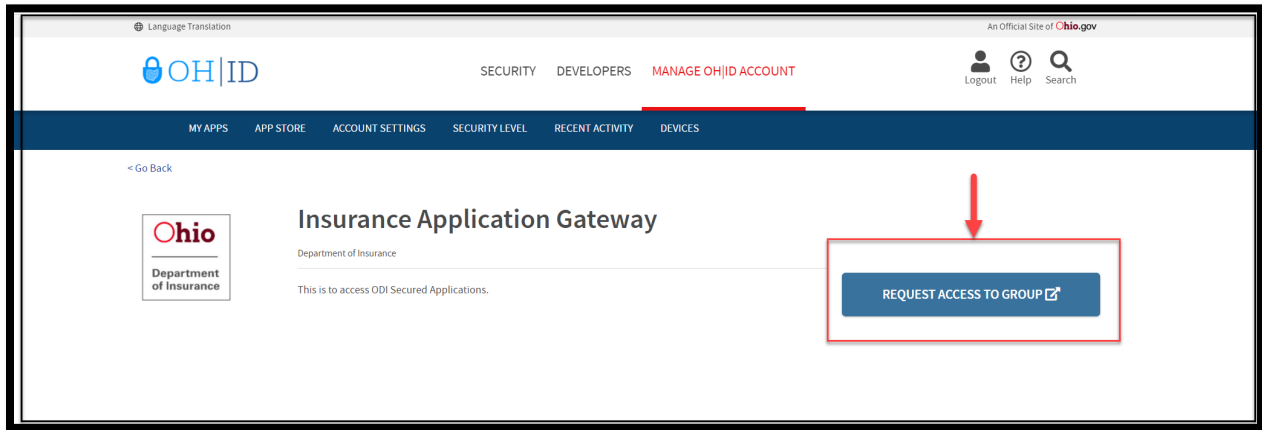 Language Translation
An Official Site of Ohio.gov
OH|ID
SECURITY DEVELOPERS MANAGE OH|ID ACCOUNT
Logout Help Search
MY APPS APP STORE ACCOUNT SETTINGS SECURITY LEVEL RECENT ACTIVITY DEVICES
< Go Back
Ohio
Department
of Insurance
Insurance Application Gateway
Department of Insurance
This is to access ODI Secured Applications.
REQUEST ACCESS TO GROUP